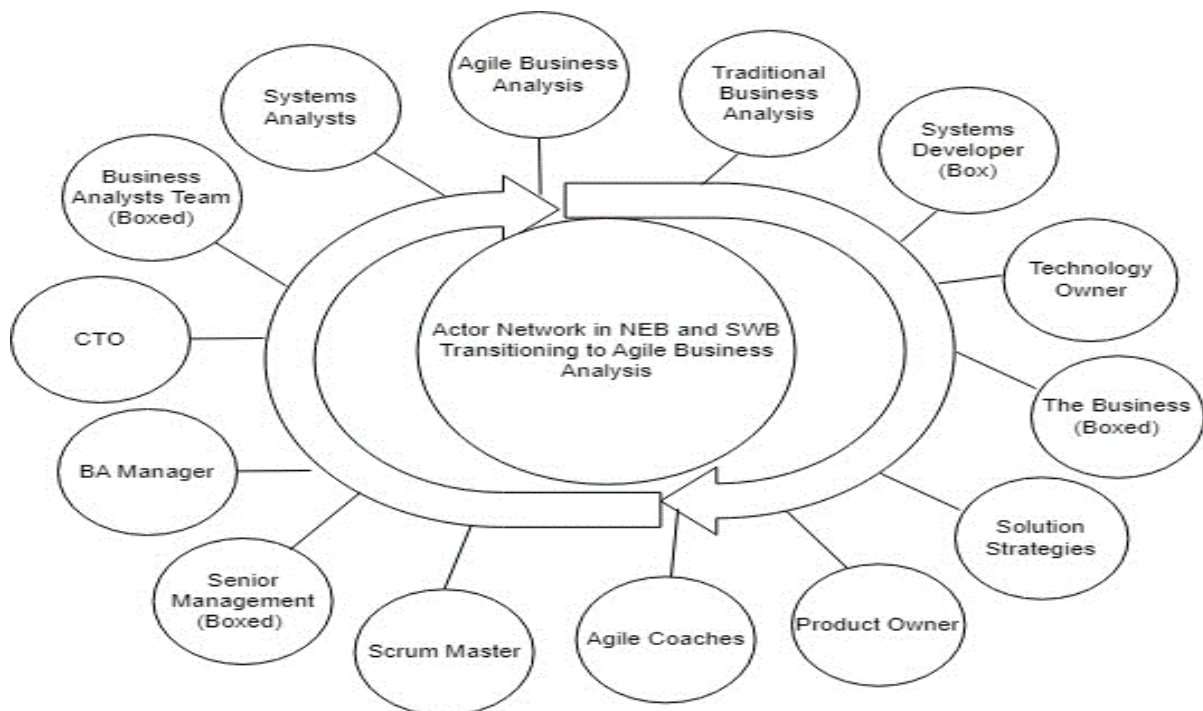 Agile Business
Analysis
Traditional
Business
Analysis
Systems
Developer
(Box)
Technology
Owner
The Business
(Boxed)
Solution
Strategies
Product Owner
Agile Coaches
Scrum Master
Senior
Management
(Boxed)
BA Manager
CTO
Business
Analysts Team
(Boxed)
Systems
Analysts
Actor Network in NEB and SWB
Transitioning to Agile Business
Analysis